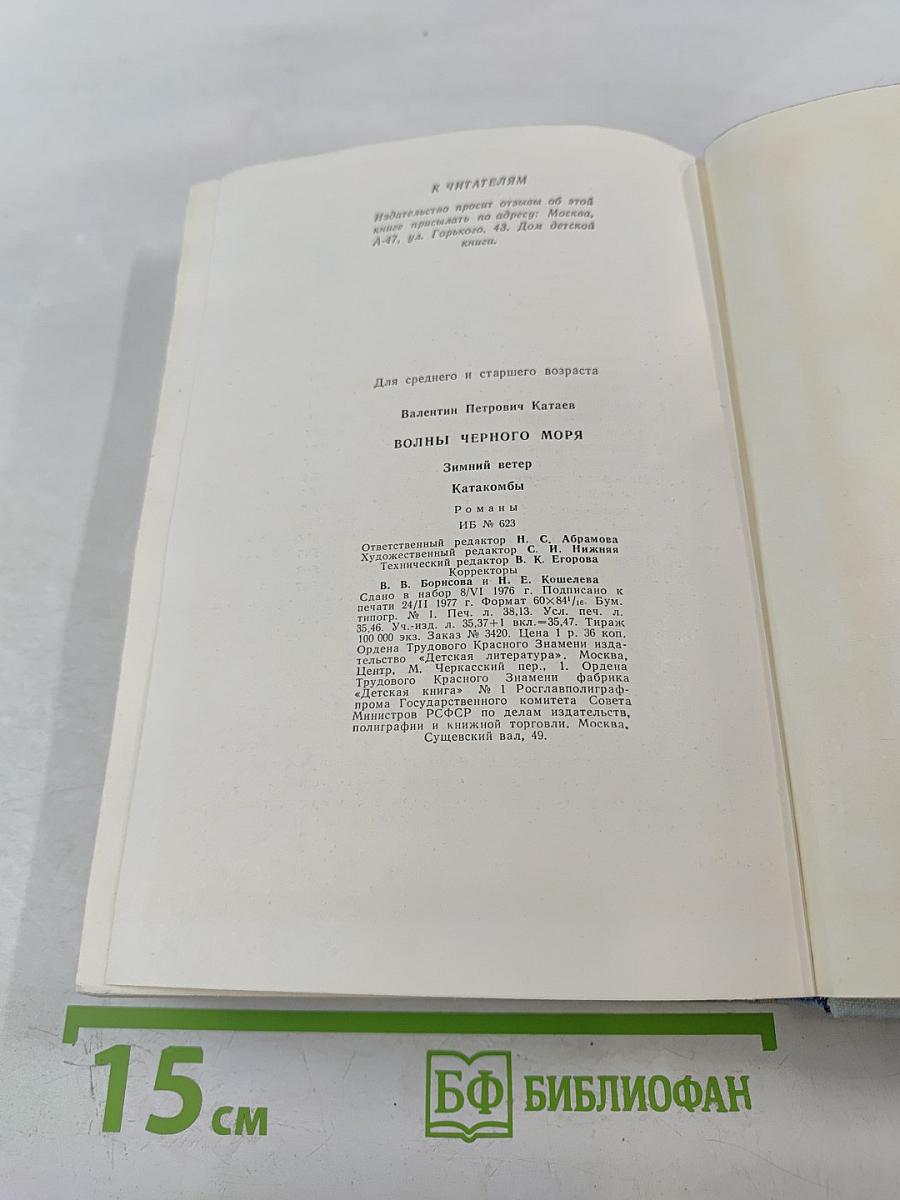 К ЧИТАТЕЛЯМ
Издательство просит отзывы об этой
книге присылать по адресу: Москва,
А-47, ул. Горького, 43. Дом детской
книги.
Для среднего и старшего возраста
Валентин Петрович Катаев
ВОЛНЫ ЧЕРНОГО МОРЯ
Зимний ветер
Катакомбы
Романы
ИБ № 623
Ответственный редактор Н. С. Абрамова
Художественный редактор С. И. Нижняя
Технический редактор В. К. Егорова
Корректоры
В. В. Борисова и Н. Е. Кошелева
Сдано в набор 8/VI 1976 г. Подписано к
печати 24/II 1977 г. Формат 60×84¹/₁₆. Бум.
типогр. № 1. Печ. л. 38,13. Усл. печ. л.
35,46. Уч.-изд. л. 35,37+1 вкл.=35,47. Тираж
100 000 экз. Заказ № 3420. Цена 1 р. 36 коп.
Ордена Трудового Красного Знамени изда-
тельство «Детская литература». Москва,
Центр, М. Черкасский пер., 1. Ордена
Трудового Красного Знамени фабрика
«Детская книга» № 1 Росглавполиграф-
прома Государственного комитета Совета
Министров РСФСР по делам издательств,
полиграфии и книжной торговли. Москва,
Сущевский вал, 49.
15 см
БФ БИБЛИОФАН